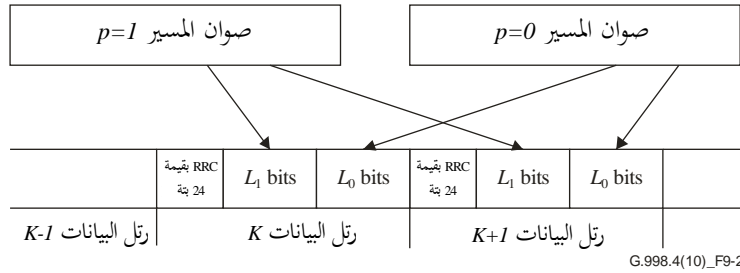 صوان المسير p=1
صوان المسير p=0
RRC بقيمة
24 بتة
L1 bits
L0 bits
RRC بقيمة
24 بتة
L1 bits
L0 bits
رتل البيانات K-1
رتل البيانات K
رتل البيانات K+1
G.998.4(10)_F9-2